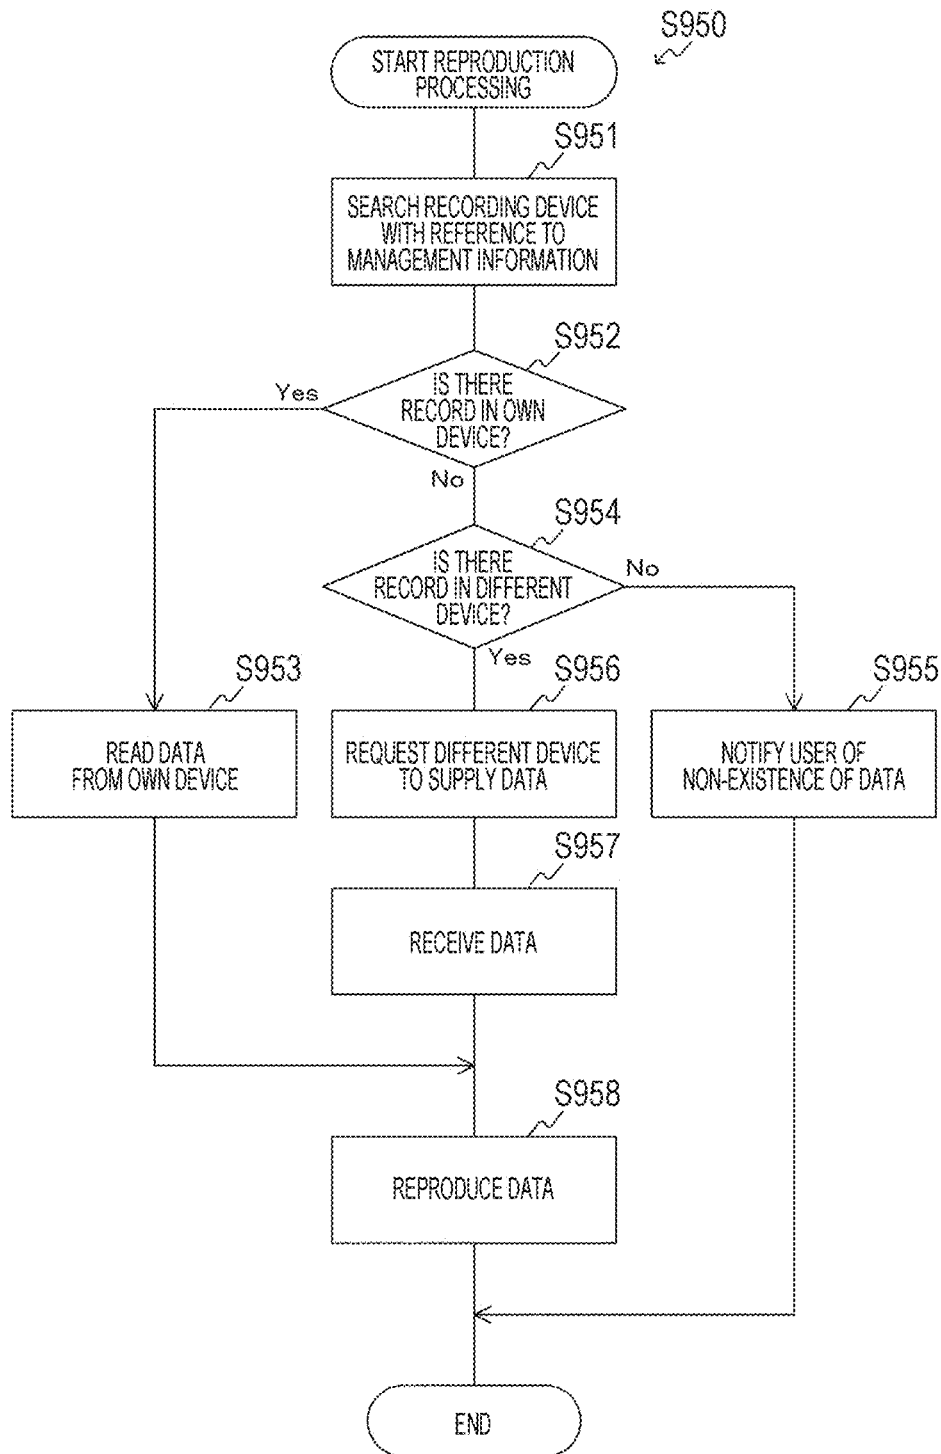 S950
START REPRODUCTION
PROCESSING
S951
SEARCH RECORDING DEVICE
WITH REFERENCE TO
MANAGEMENT INFORMATION
S952
IS THERE
RECORD IN OWN
DEVICE?
Yes
No
S954
IS THERE
RECORD IN DIFFERENT
DEVICE?
No
Yes
S953
READ DATA
FROM OWN DEVICE
S956
REQUEST DIFFERENT DEVICE
TO SUPPLY DATA
S955
NOTIFY USER OF
NON-EXISTENCE OF DATA
S957
RECEIVE DATA
S958
REPRODUCE DATA
END